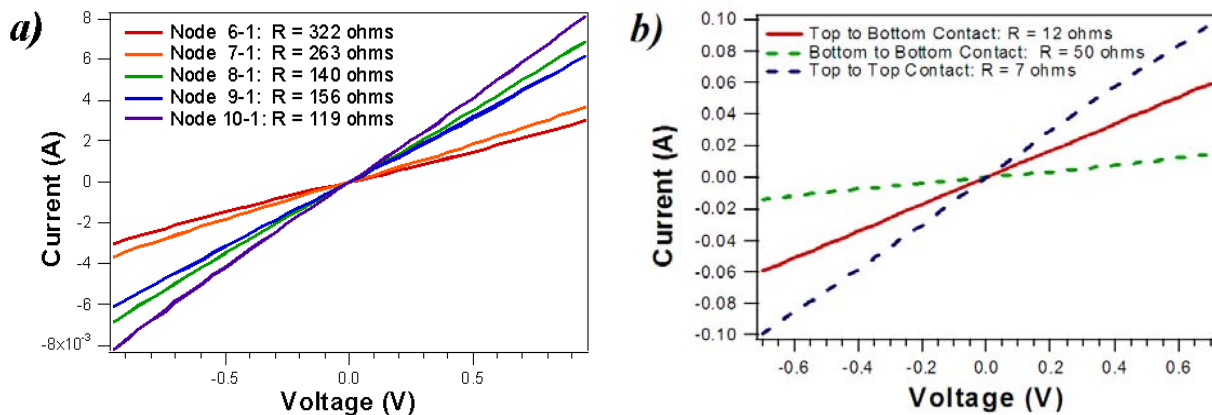 a)
Node 6-1: R = 322 ohms
Node 7-1: R = 263 ohms
Node 8-1: R = 140 ohms
Node 9-1: R = 156 ohms
Node 10-1: R = 119 ohms
Current (A)
8
6
4
2
0
-2
-4
-6
-8×10⁻³
-0.5
0.0
0.5
Voltage (V)
b)
Top to Bottom Contact: R = 12 ohms
Bottom to Bottom Contact: R = 50 ohms
Top to Top Contact: R = 7 ohms
Current (A)
0.10
0.08
0.06
0.04
0.02
0.00
-0.02
-0.04
-0.06
-0.08
-0.10
-0.6
-0.4
-0.2
0.0
0.2
0.4
0.6
Voltage (V)